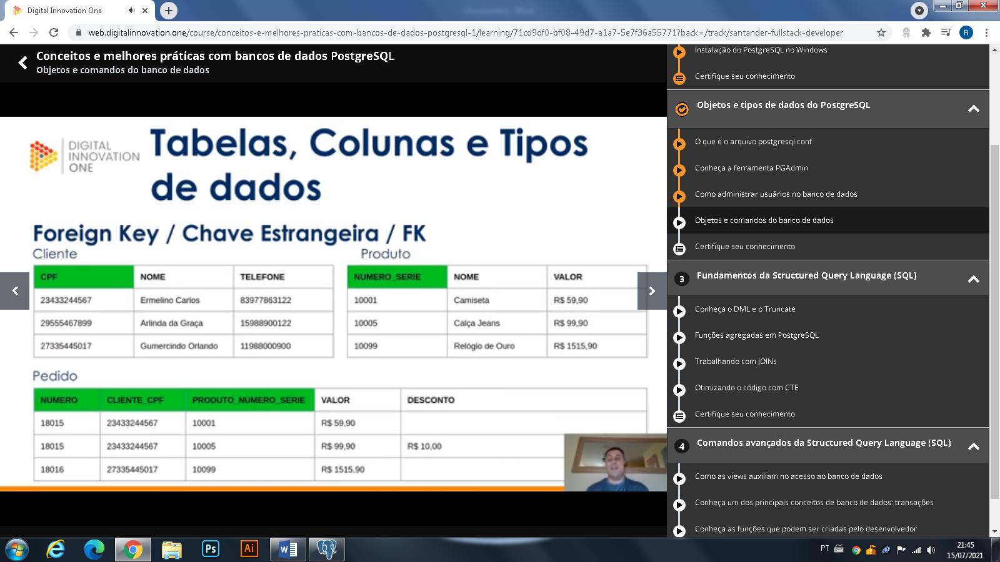 Digital Innovation One
web.digitalinnovation.one/course/conceitos-e-melhores-praticas-com-bancos-de-dados-postgresql-1/learning/71cd9df0-bf08-49d7-a1a7-5e7f36a55771?back=/track/santander-fullstack-developer
R
Conceitos e melhores práticas com bancos de dados PostgreSQL
Objetos e comandos do banco de dados
DIGITAL
INNOVATION
ONE
Tabelas, Colunas e Tipos
de dados
Foreign Key / Chave Estrangeira / FK
Cliente
CPF NOME TELEFONE
23433244567 Ermelino Carlos 83977863122
29555467899 Arlinda da Graça 15988900122
27335445017 Gumercindo Orlando 11988000900
Produto
NUMERO_SERIE NOME VALOR
10001 Camiseta R$ 59,90
10005 Calça Jeans R$ 99,90
10099 Relógio de Ouro R$ 1515,90
Pedido
NUMERO CLIENTE_CPF PRODUTO_NUMERO_SERIE VALOR DESCONTO
18015 23433244567 10001 R$ 59,90
18015 23433244567 10005 R$ 99,90 R$ 10,00
18016 27335445017 10099 R$ 1515,90
Instalação do PostgreSQL no Windows
Certifique seu conhecimento
Objetos e tipos de dados do PostgreSQL
O que é o arquivo postgresql.conf
Conheça a ferramenta PGAdmin
Como administrar usuários no banco de dados
Objetos e comandos do banco de dados
Certifique seu conhecimento
3 Fundamentos da Structured Query Language (SQL)
Conheça o DML e o Truncate
Funções agregadas em PostgreSQL
Trabalhando com JOINs
Otimizando o código com CTE
Certifique seu conhecimento
4 Comandos avançados da Structured Query Language (SQL)
Como as views auxiliam no acesso ao banco de dados
Conheça um dos principais conceitos de banco de dados: transações
Conheça as funções que podem ser criadas pelo desenvolvedor
Ps
Ai
W
PT
21:45
15/07/2021